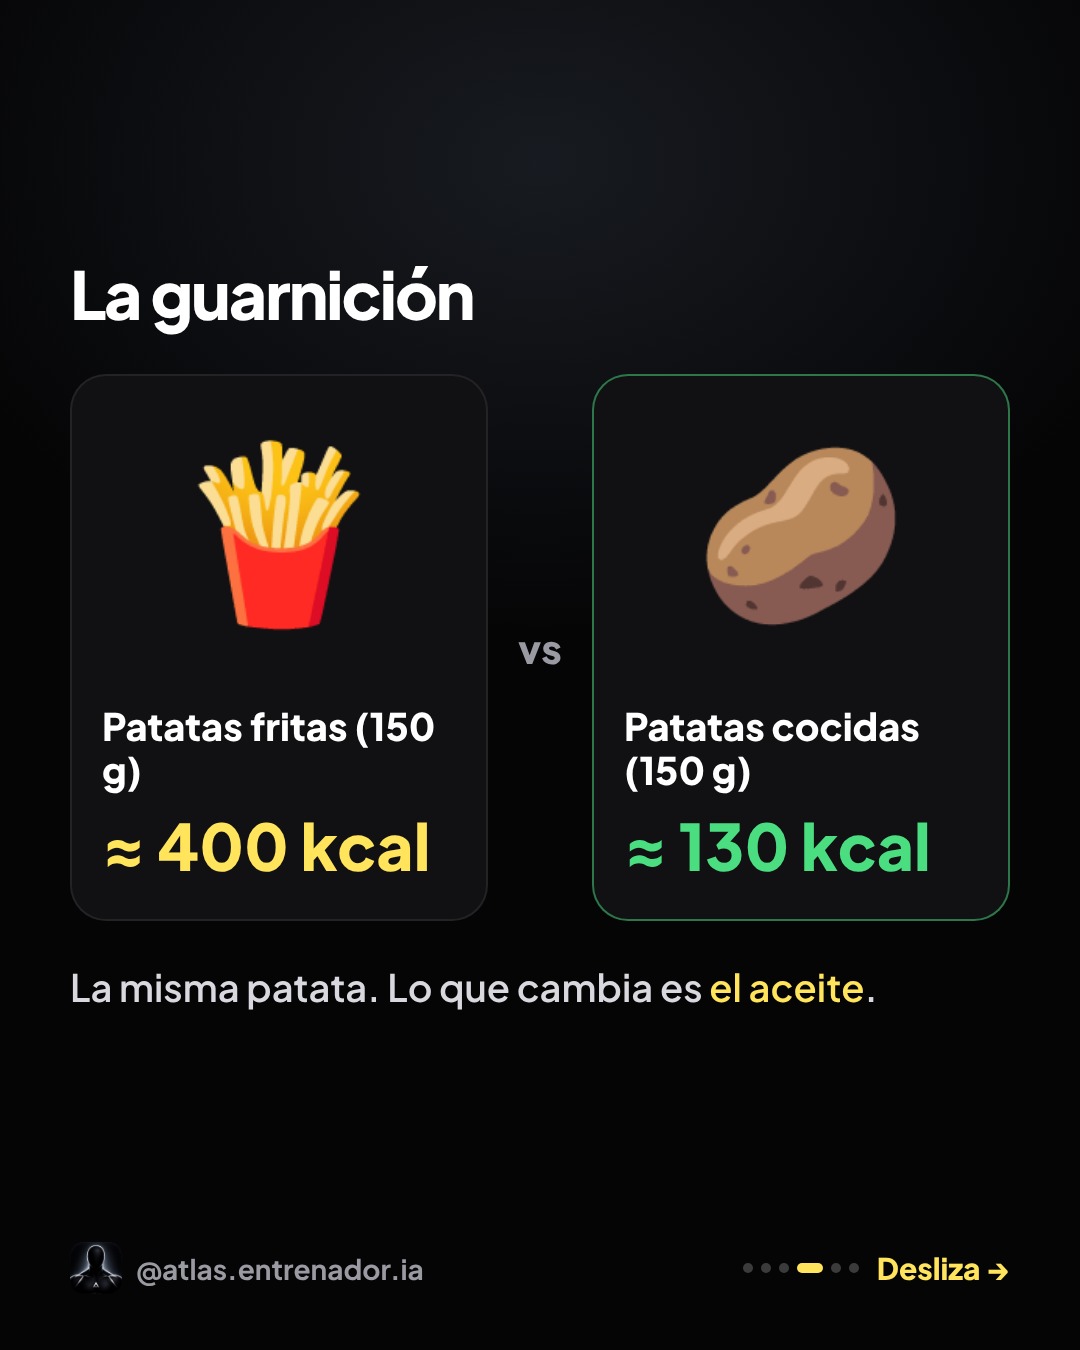 La guarnición
Patatas fritas (150
g)
≈ 400 kcal
vs
Patatas cocidas
(150 g)
≈ 130 kcal
La misma patata. Lo que cambia es el aceite.
@atlas.entrenador.ia
Desliza →